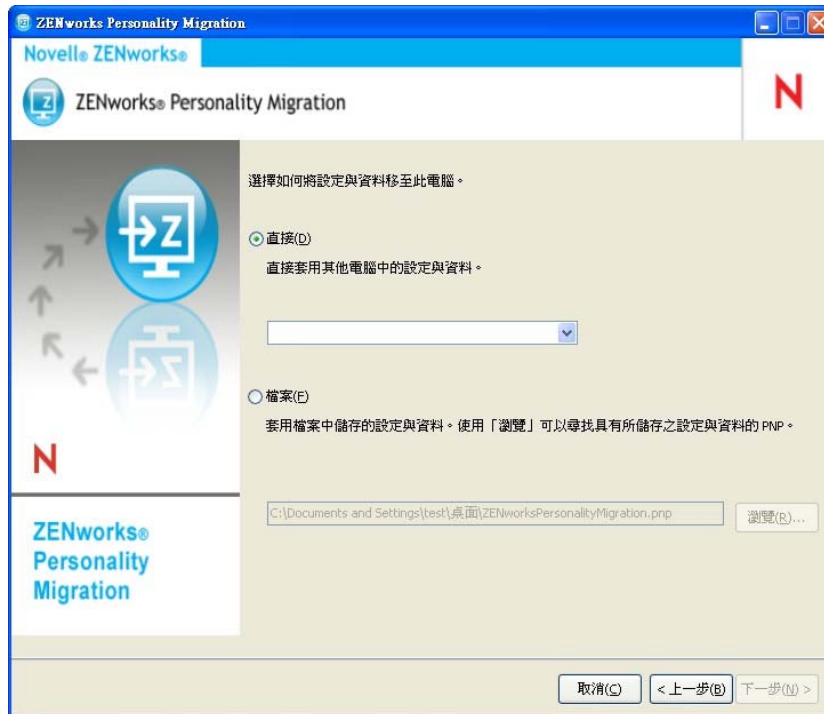 ZENworks Personality Migration
Novell® ZENworks®
ZENworks® Personality Migration
N
選擇如何將設定與資料移至此電腦。
直接(D)
直接套用其他電腦中的設定與資料。
檔案(F)
套用檔案中儲存的設定與資料。使用「瀏覽」可以尋找具有所儲存之設定與資料的 PNP。
C:\Documents and Settings\test\桌面\ZENworksPersonalityMigration.pnp
瀏覽(R)...
Z
N
ZENworks®
Personality
Migration
取消(C)
< 上一步(B)
下一步(N) >